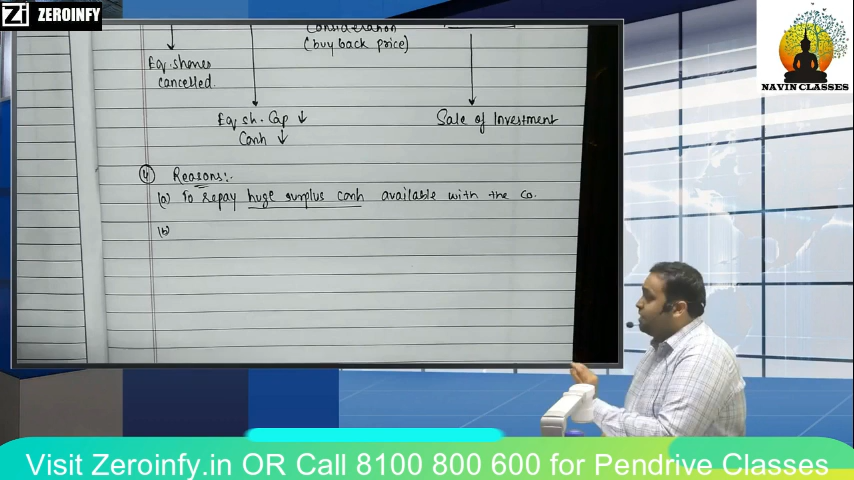 Zi ZEROINFY
Consideration
(buy back price)
Eq. shares
cancelled.
Eq. sh. Cap ↓
Cash ↓
Sale of Investment
④ Reasons:.
(a) To repay huge surplus cash available with the Co.
(b)
NAVIN CLASSES
Visit Zeroinfy.in OR Call 8100 800 600 for Pendrive Classes